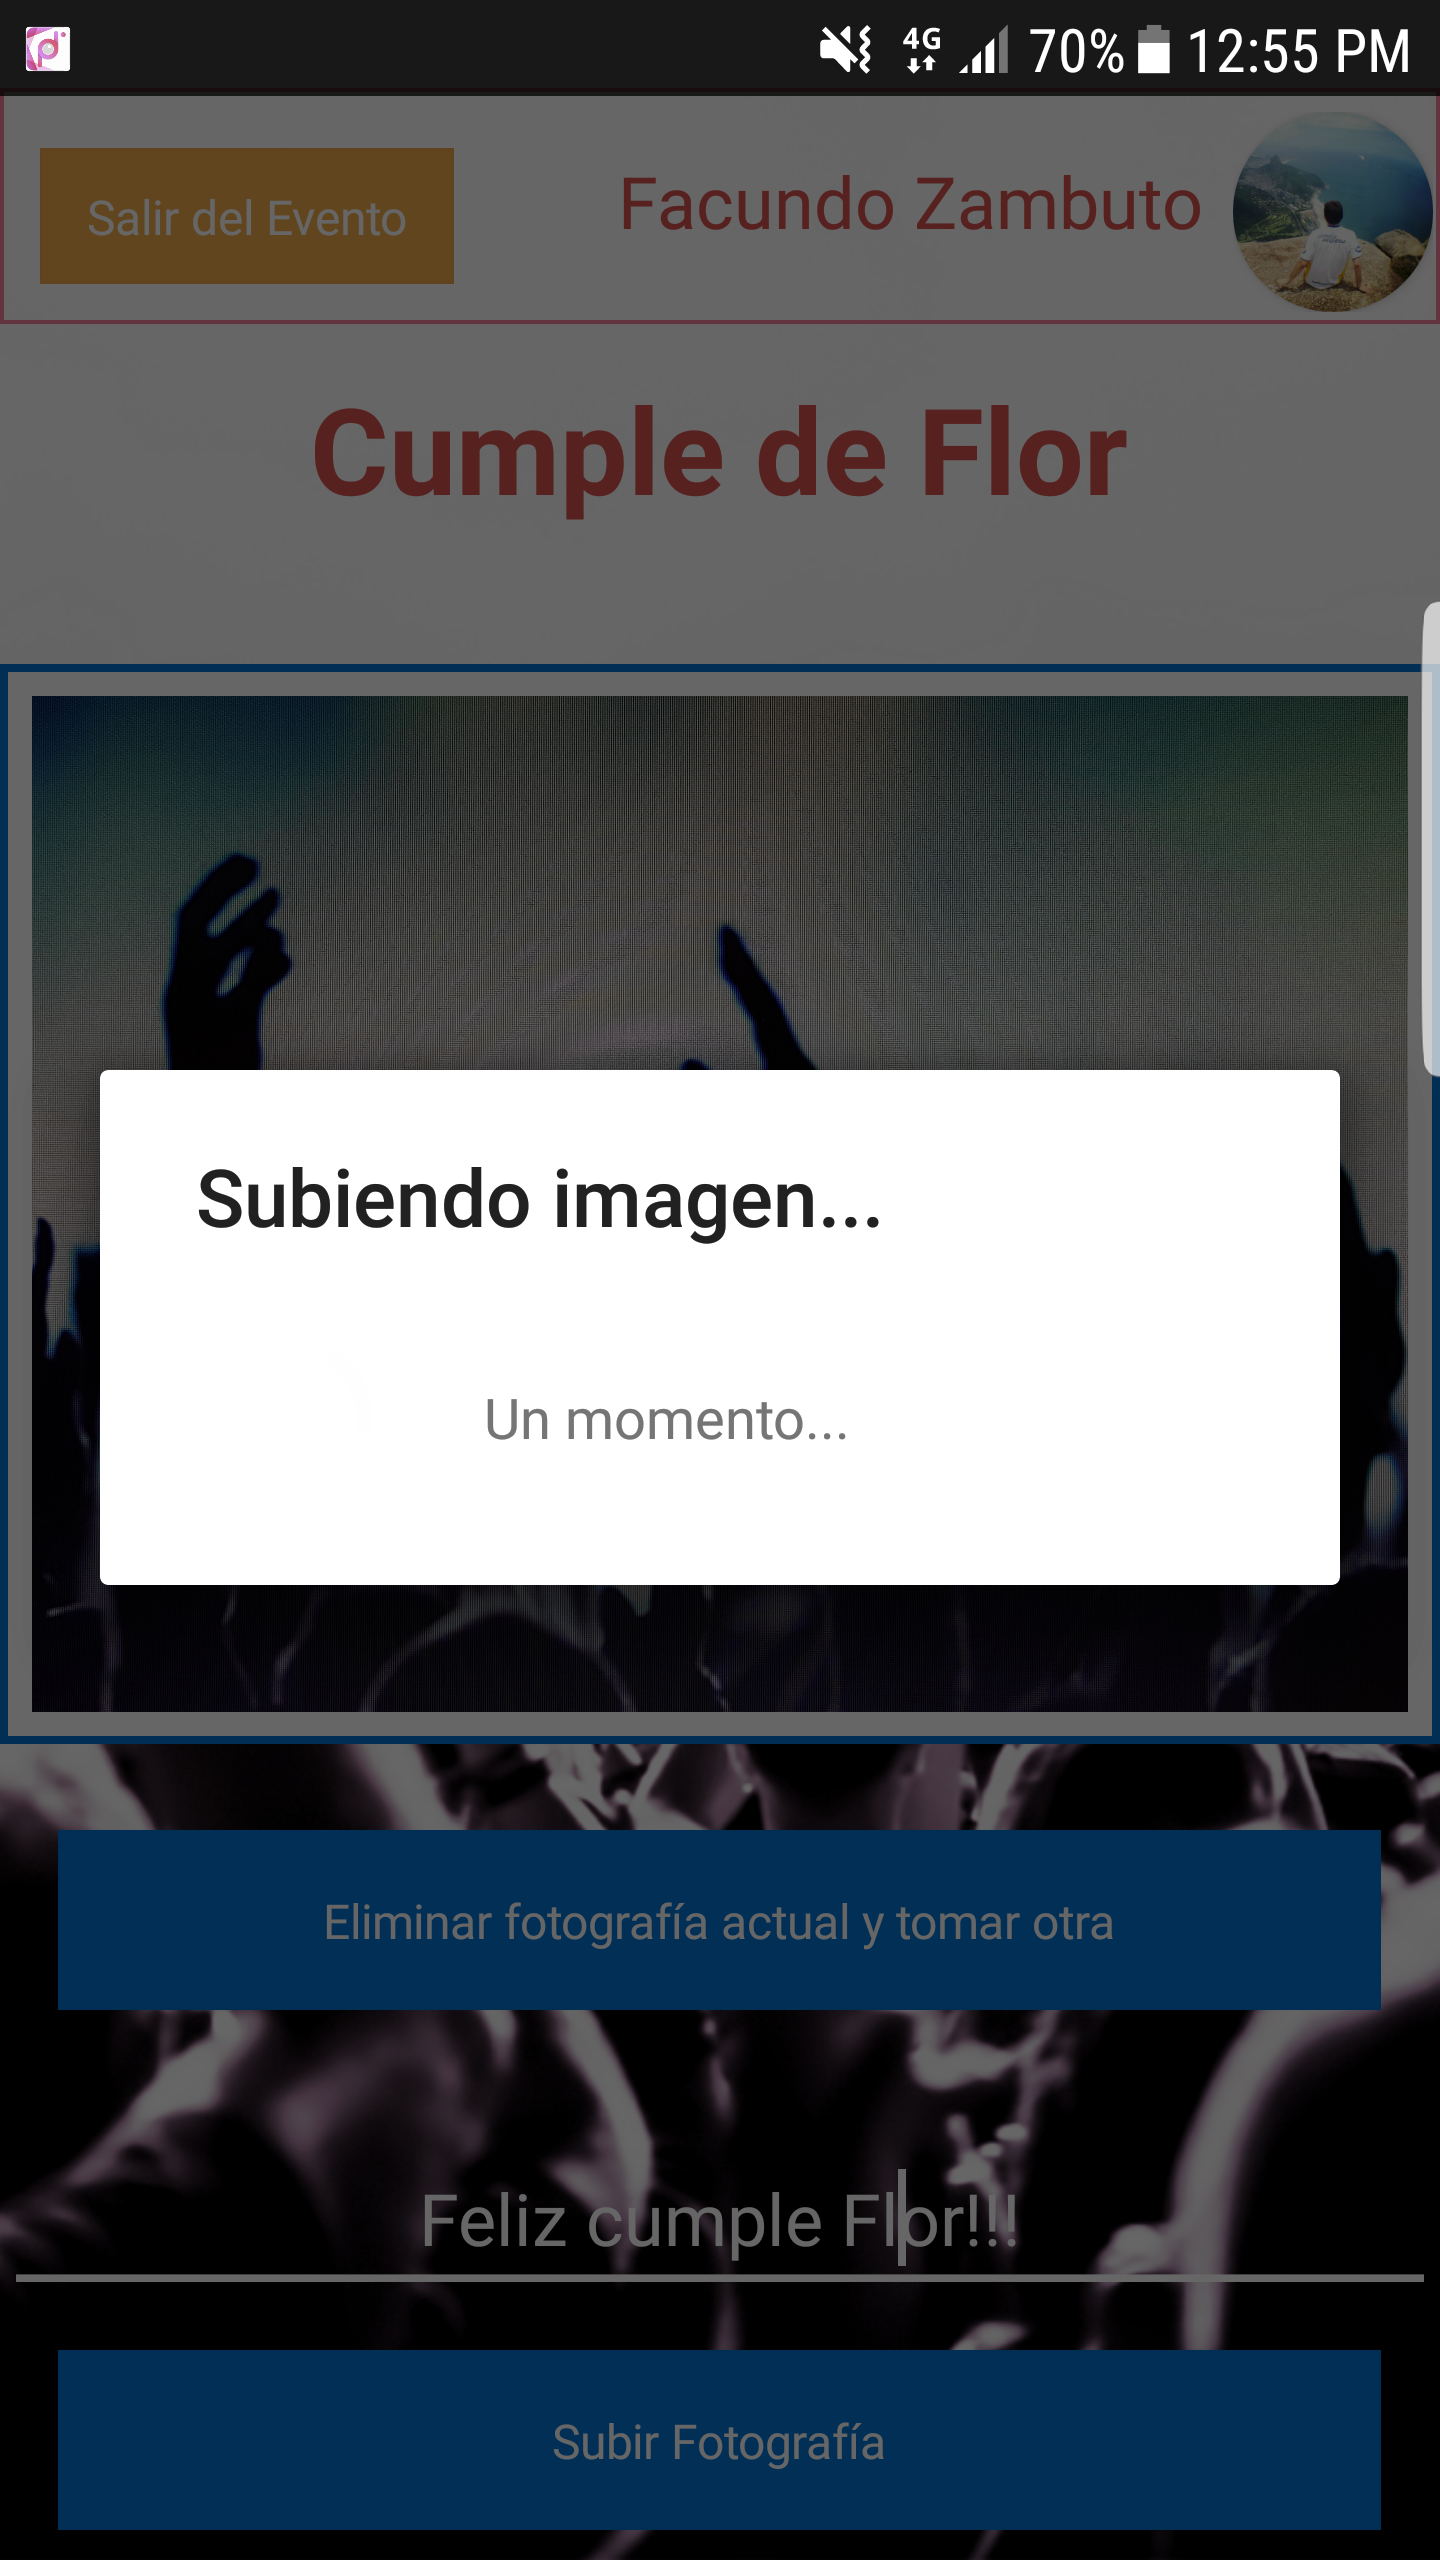 4G 70% 12:55 PM
Salir del Evento
Facundo Zambuto
Cumple de Flor
Subiendo imagen...
Un momento...
Eliminar fotografía actual y tomar otra
Feliz cumple Flor!!!
Subir Fotografía